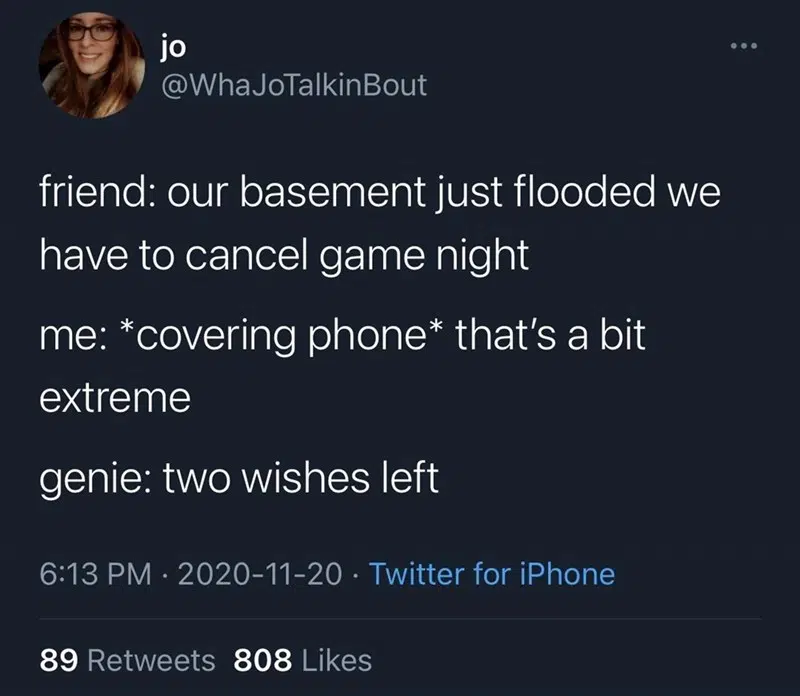 jo
@WhaJoTalkinBout
friend: our basement just flooded we
have to cancel game night
me: *covering phone* that's a bit
extreme
genie: two wishes left
6:13 PM · 2020-11-20 · Twitter for iPhone
89 Retweets 808 Likes